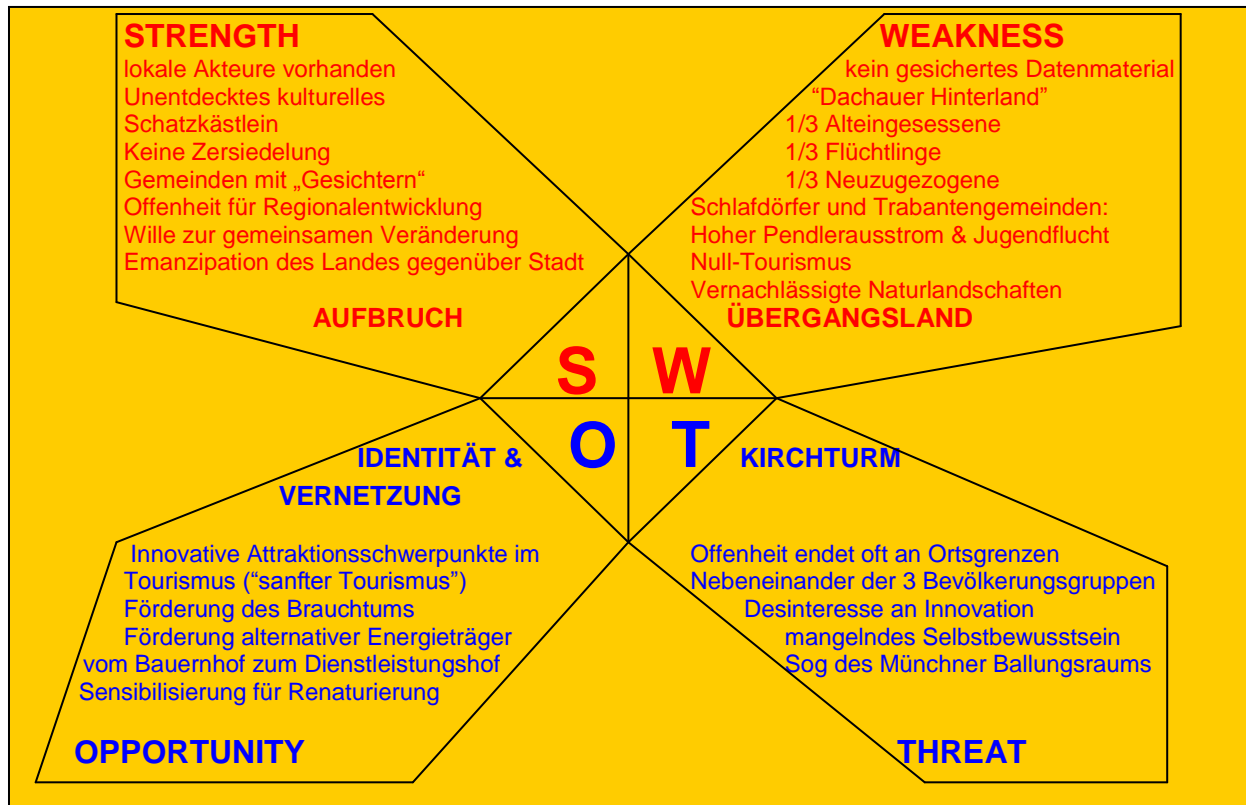 STRENGTH
lokale Akteure vorhanden
Unentdecktes kulturelles
Schatzkästlein
Keine Zersiedelung
Gemeinden mit „Gesichtern“
Offenheit für Regionalentwicklung
Wille zur gemeinsamen Veränderung
Emanzipation des Landes gegenüber Stadt
AUFBRUCH
WEAKNESS
kein gesichertes Datenmaterial
“Dachauer Hinterland”
1/3 Alteingesessene
1/3 Flüchtlinge
1/3 Neuzugezogene
Schlafdörfer und Trabantengemeinden:
Hoher Pendlerausstrom & Jugendflucht
Null-Tourismus
Vernachlässigte Naturlandschaften
ÜBERGANGSLAND
S W
O T
IDENTITÄT &
VERNETZUNG
Innovative Attraktionsschwerpunkte im
Tourismus (“sanfter Tourismus”)
Förderung des Brauchtums
Förderung alternativer Energieträger
vom Bauernhof zum Dienstleistungshof
Sensibilisierung für Renaturierung
OPPORTUNITY
KIRCHTURM
Offenheit endet oft an Ortsgrenzen
Nebeneinander der 3 Bevölkerungsgruppen
Desinteresse an Innovation
mangelndes Selbstbewusstsein
Sog des Münchner Ballungsraums
THREAT